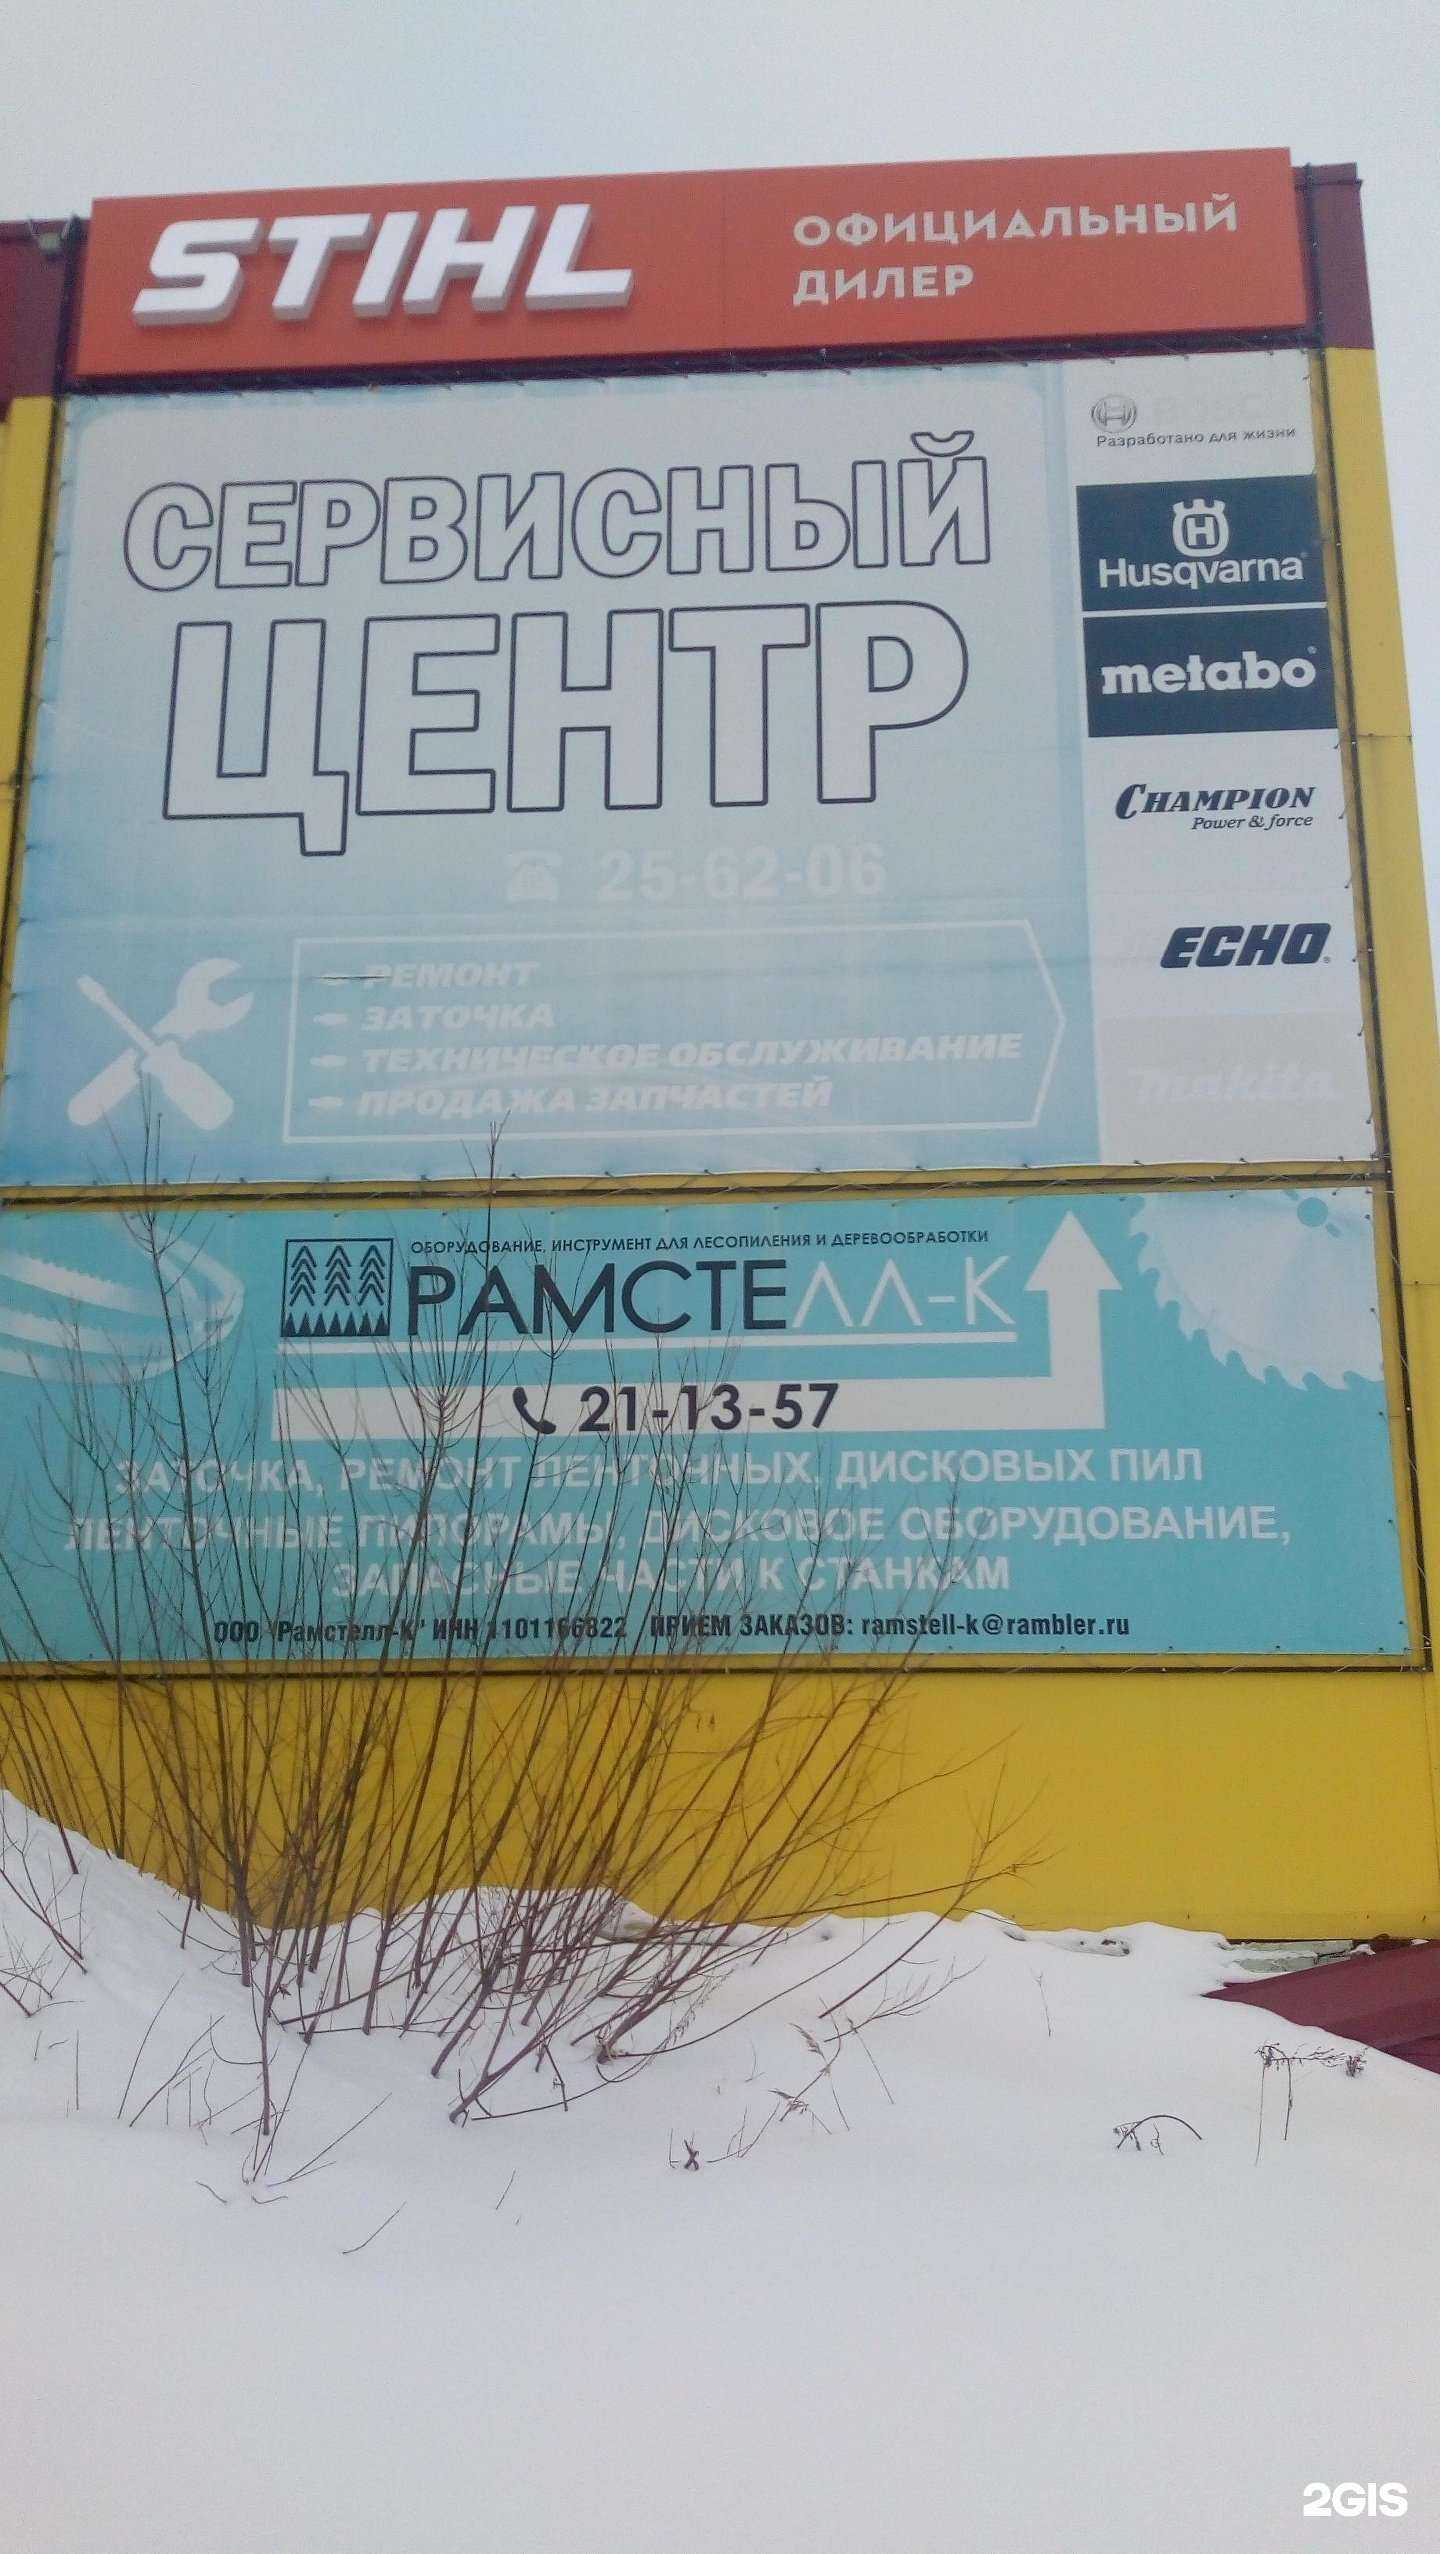 STIHL
ОФИЦИАЛЬНЫЙ
ДИЛЕР
СЕРВИСНЫЙ
ЦЕНТР
25-62-06
РЕМОНТ
ЗАТОЧКА
ТЕХНИЧЕСКОЕ ОБСЛУЖИВАНИЕ
ПРОДАЖА ЗАПЧАСТЕЙ
BOSCH
Разработано для жизни
Husqvarna
metabo
CHAMPION
Power & force
ECHO
makita
ОБОРУДОВАНИЕ, ИНСТРУМЕНТ ДЛЯ ЛЕСОПИЛЕНИЯ И ДЕРЕВООБРАБОТКИ
РАМСТЕЛЛ-К
21-13-57
ЗАТОЧКА, РЕМОНТ ЛЕНТОЧНЫХ, ДИСКОВЫХ ПИЛ
ЛЕНТОЧНЫЕ ПИЛОРАМЫ, ДИСКОВОЕ ОБОРУДОВАНИЕ,
ЗАПАСНЫЕ ЧАСТИ К СТАНКАМ
ООО "Рамстелл-К" ИНН 1101166822 ПРИЕМ ЗАКАЗОВ: ramstell-k@rambler.ru
2GIS